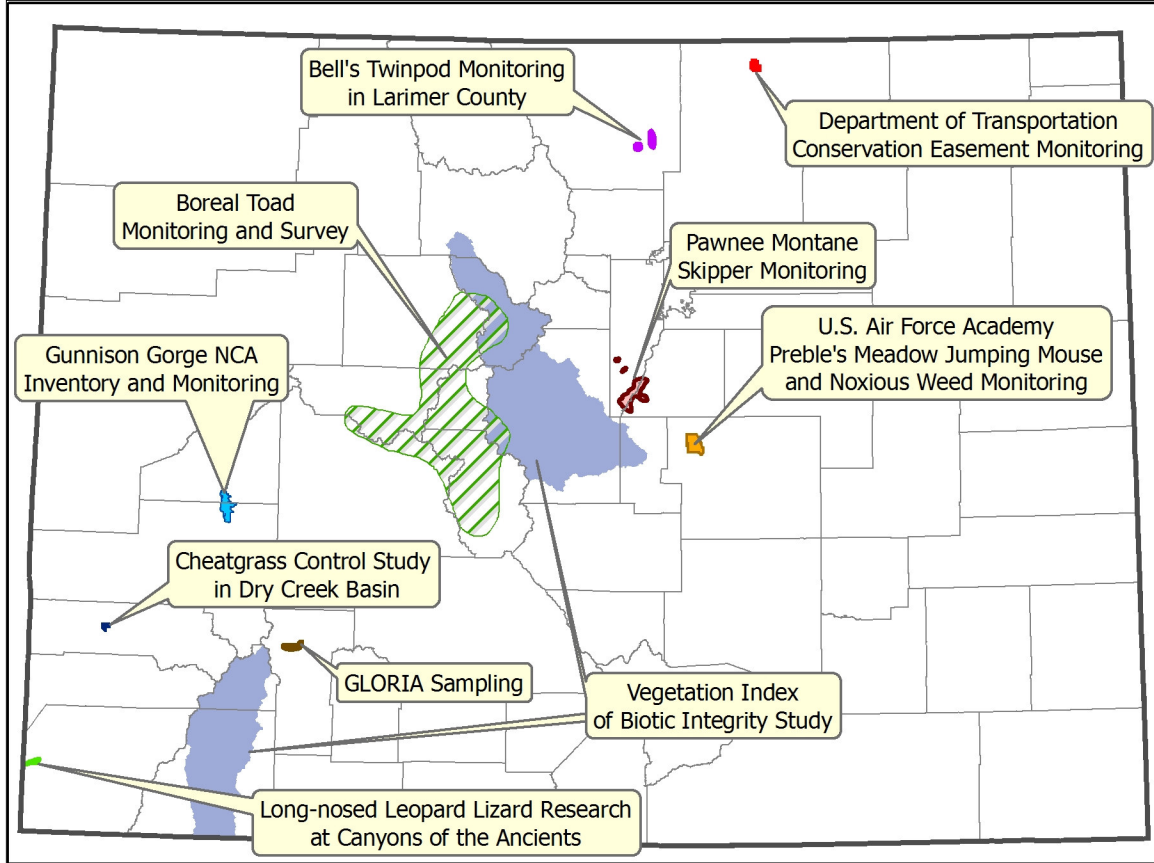 Bell's Twinpod Monitoring
in Larimer County
Department of Transportation
Conservation Easement Monitoring
Boreal Toad
Monitoring and Survey
Pawnee Montane
Skipper Monitoring
Gunnison Gorge NCA
Inventory and Monitoring
U.S. Air Force Academy
Preble's Meadow Jumping Mouse
and Noxious Weed Monitoring
Cheatgrass Control Study
in Dry Creek Basin
GLORIA Sampling
Vegetation Index
of Biotic Integrity Study
Long-nosed Leopard Lizard Research
at Canyons of the Ancients